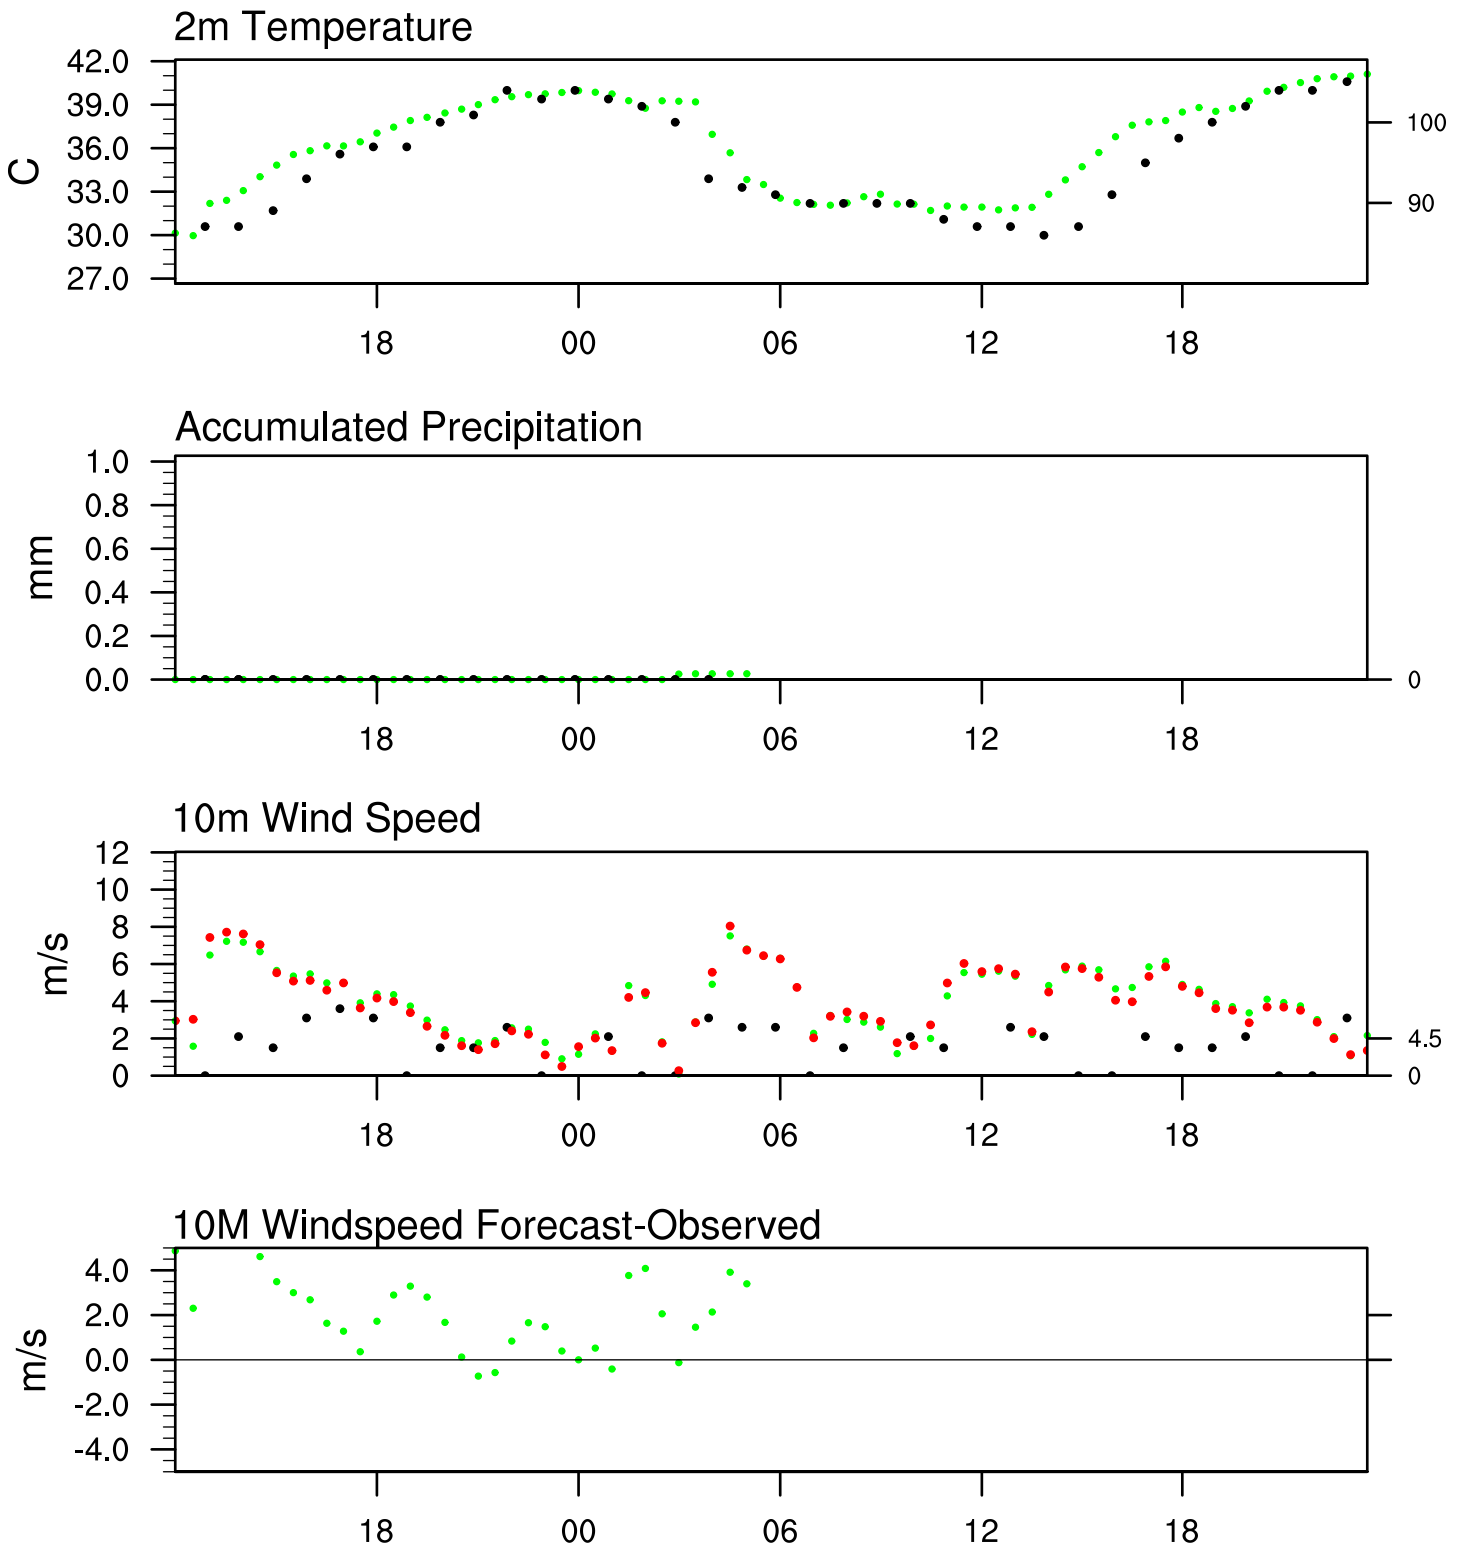 2m Temperature
42.0
39.0
36.0
33.0
30.0
27.0
C
100
90
18 00 06 12 18
Accumulated Precipitation
1.0
0.8
0.6
0.4
0.2
0.0
mm
0
18 00 06 12 18
10m Wind Speed
12
10
8
6
4
2
0
m/s
4.5
0
18 00 06 12 18
10M Windspeed Forecast-Observed
4.0
2.0
0.0
-2.0
-4.0
m/s
18 00 06 12 18